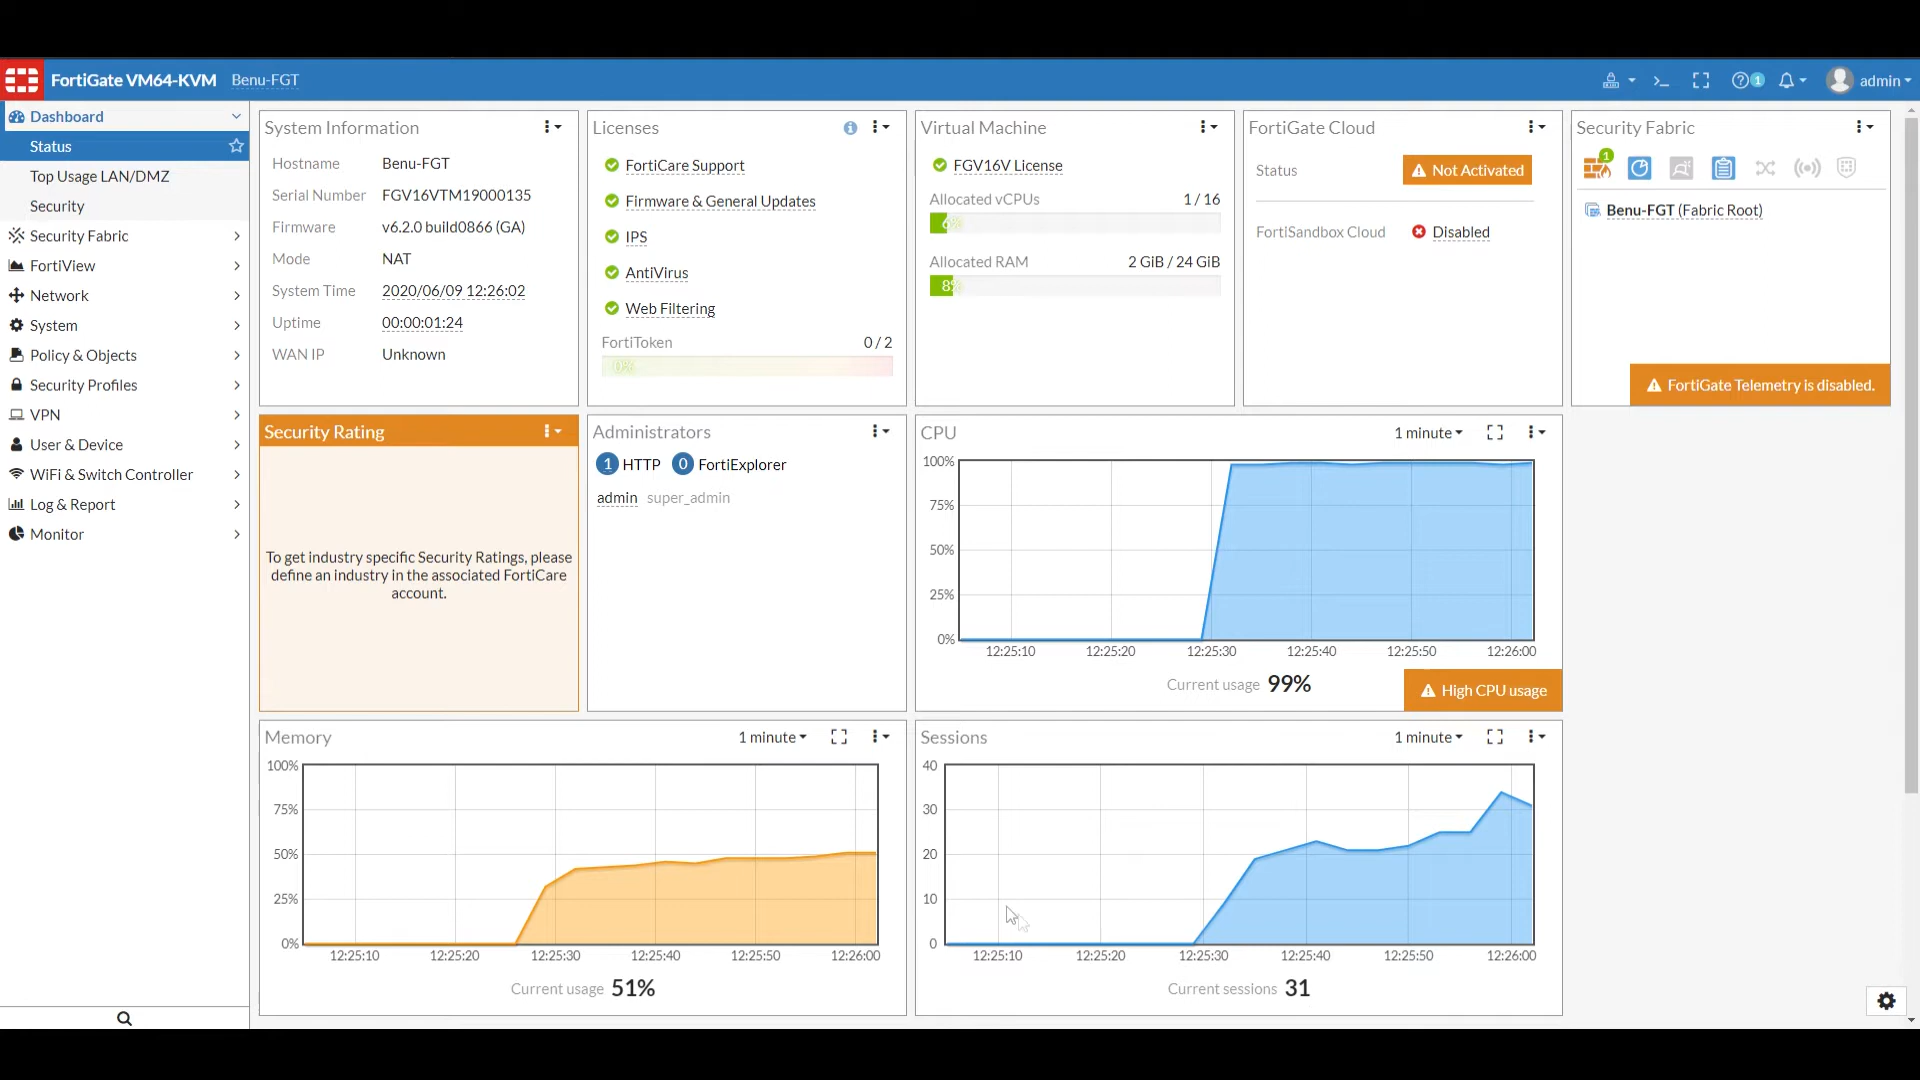 FortiGate VM64-KVM Benu-FGT
1
admin
Dashboard
Status
Top Usage LAN/DMZ
Security
Security Fabric
FortiView
Network
System
Policy & Objects
Security Profiles
VPN
User & Device
WiFi & Switch Controller
Log & Report
Monitor
System Information
Hostname Benu-FGT
Serial Number FGV16VTM19000135
Firmware v6.2.0 build0866 (GA)
Mode NAT
System Time 2020/06/09 12:26:02
Uptime 00:00:01:24
WAN IP Unknown
Licenses
FortiCare Support
Firmware & General Updates
IPS
AntiVirus
Web Filtering
FortiToken 0 / 2
0%
Virtual Machine
FGV16V License
Allocated vCPUs 1 / 16
6%
Allocated RAM 2 GiB / 24 GiB
8%
FortiGate Cloud
Status Not Activated
FortiSandbox Cloud Disabled
Security Fabric
1
Benu-FGT (Fabric Root)
FortiGate Telemetry is disabled.
Security Rating
To get industry specific Security Ratings, please
define an industry in the associated FortiCare
account.
Administrators
1 HTTP 0 FortiExplorer
admin super_admin
CPU 1 minute
100%
75%
50%
25%
0%
12:25:10 12:25:20 12:25:30 12:25:40 12:25:50 12:26:00
Current usage 99%
High CPU usage
Memory 1 minute
100%
75%
50%
25%
0%
12:25:10 12:25:20 12:25:30 12:25:40 12:25:50 12:26:00
Current usage 51%
Sessions 1 minute
40
30
20
10
0
12:25:10 12:25:20 12:25:30 12:25:40 12:25:50 12:26:00
Current sessions 31